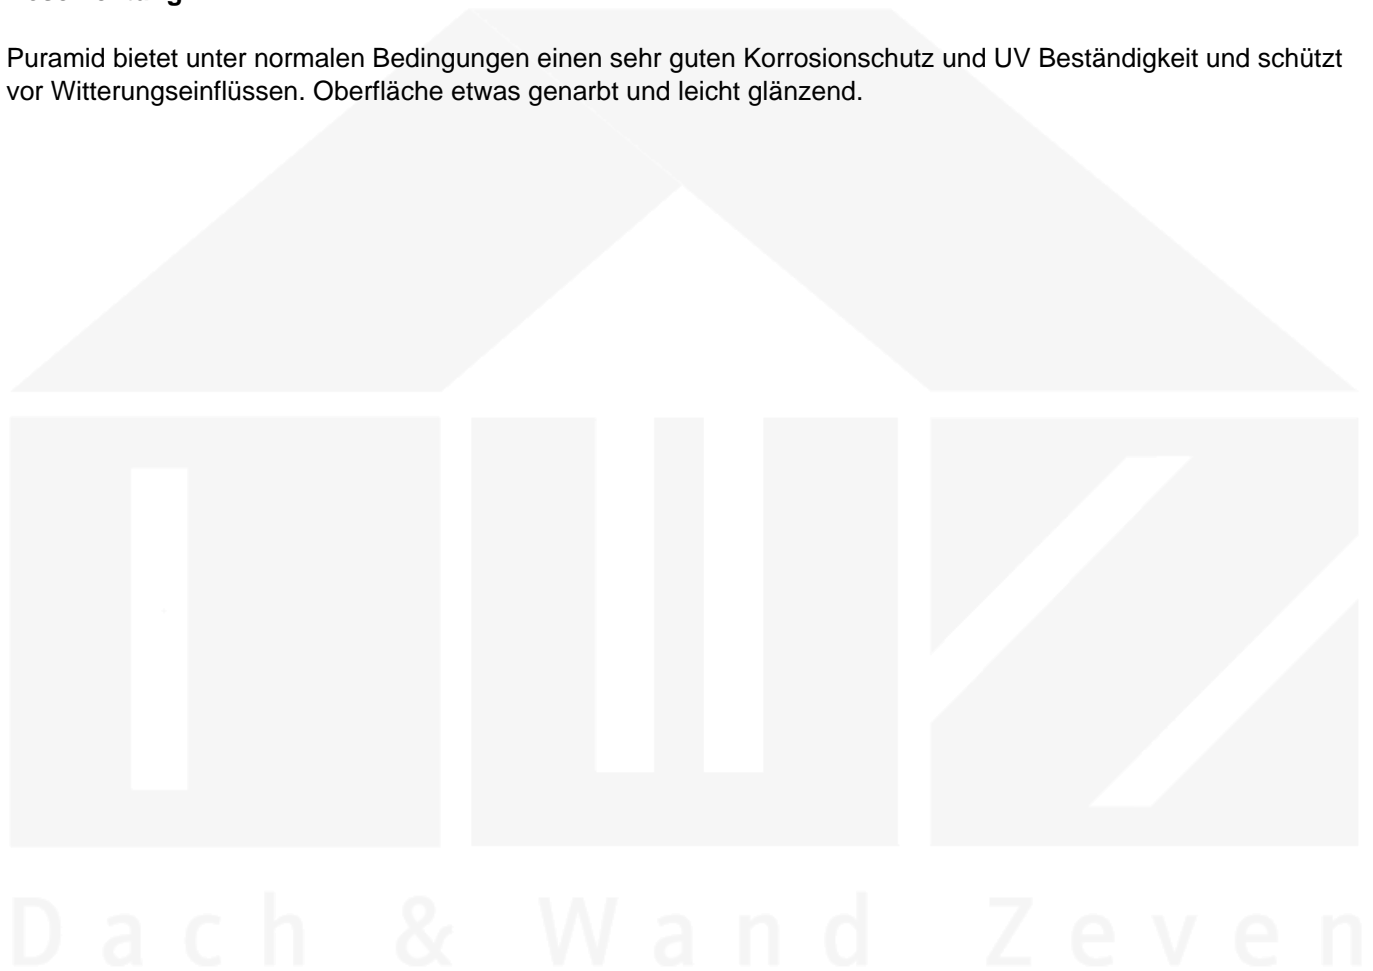 Puramid bietet unter normalen Bedingungen einen sehr guten Korrosionschutz und UV Beständigkeit und schützt
vor Witterungseinflüssen. Oberfläche etwas genarbt und leicht glänzend.
Dach & Wand Zeven